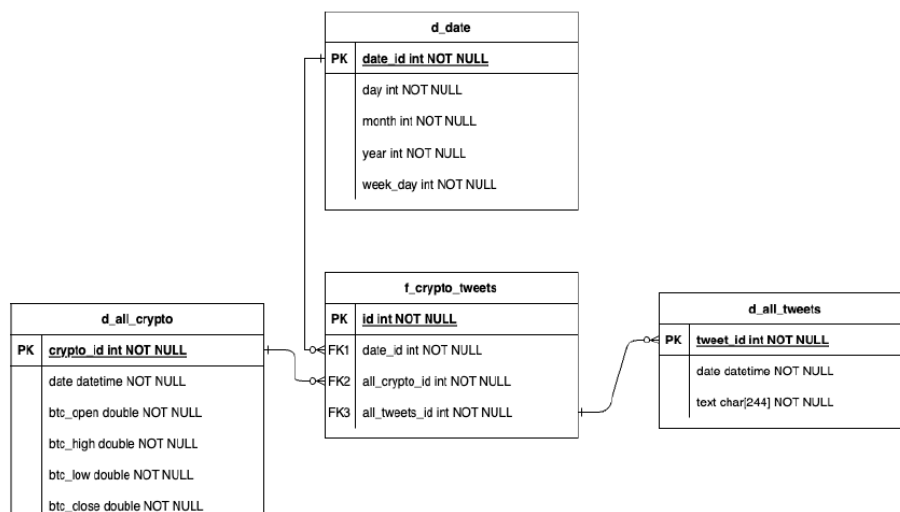 d_date
PK date_id int NOT NULL
day int NOT NULL
month int NOT NULL
year int NOT NULL
week_day int NOT NULL
f_crypto_tweets
PK id int NOT NULL
FK1 date_id int NOT NULL
FK2 all_crypto_id int NOT NULL
FK3 all_tweets_id int NOT NULL
d_all_crypto
PK crypto_id int NOT NULL
date datetime NOT NULL
btc_open double NOT NULL
btc_high double NOT NULL
btc_low double NOT NULL
btc_close double NOT NULL
d_all_tweets
PK tweet_id int NOT NULL
date datetime NOT NULL
text char[244] NOT NULL